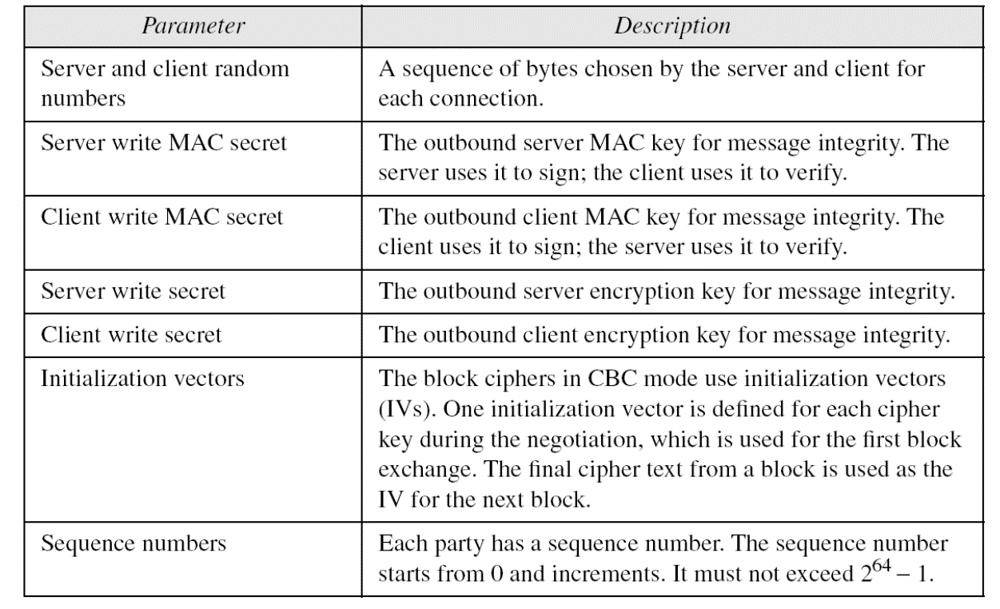 Parameter Description
Server and client random
numbers
A sequence of bytes chosen by the server and client for
each connection.
Server write MAC secret
The outbound server MAC key for message integrity. The
server uses it to sign; the client uses it to verify.
Client write MAC secret
The outbound client MAC key for message integrity. The
client uses it to sign; the server uses it to verify.
Server write secret
The outbound server encryption key for message integrity.
Client write secret
The outbound client encryption key for message integrity.
Initialization vectors
The block ciphers in CBC mode use initialization vectors
(IVs). One initialization vector is defined for each cipher
key during the negotiation, which is used for the first block
exchange. The final cipher text from a block is used as the
IV for the next block.
Sequence numbers
Each party has a sequence number. The sequence number
starts from 0 and increments. It must not exceed 2^64 – 1.